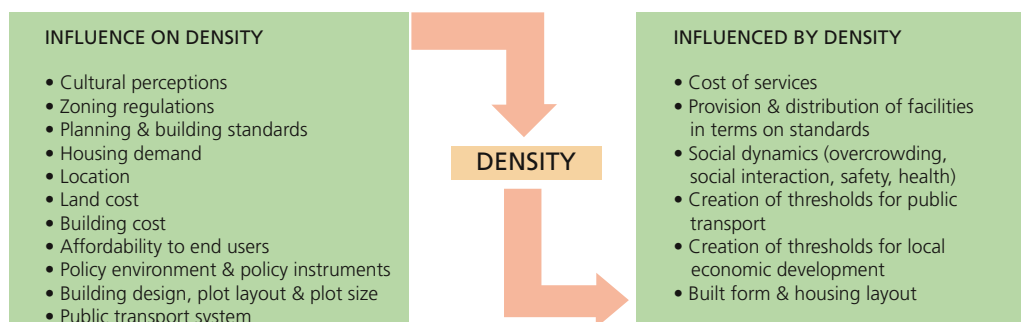 INFLUENCE ON DENSITY
• Cultural perceptions
• Zoning regulations
• Planning & building standards
• Housing demand
• Location
• Land cost
• Building cost
• Affordability to end users
• Policy environment & policy instruments
• Building design, plot layout & plot size
• Public transport system
DENSITY
INFLUENCED BY DENSITY
• Cost of services
• Provision & distribution of facilities
in terms on standards
• Social dynamics (overcrowding,
social interaction, safety, health)
• Creation of thresholds for public
transport
• Creation of thresholds for local
economic development
• Built form & housing layout